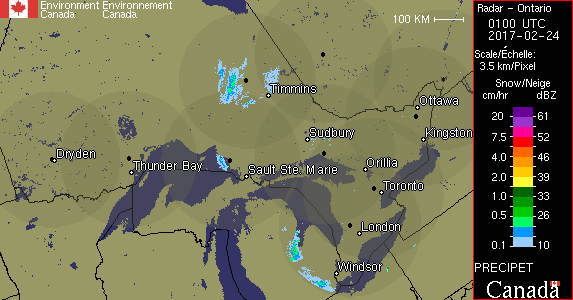 Environment Environnement
Canada Canada
100 KM
Timmins
Ottawa
Sudbury
Kingston
Dryden
Thunder Bay
Sault Ste. Marie
Orillia
Toronto
London
Windsor
Radar - Ontario
0100 UTC
2017-02-24
Scale/Échelle:
3.5 km/Pixel
Snow/Neige
cm/hr dBZ
20 61
7.5 52
4.0 46
2.0 39
1.0 33
0.5 26
0.1 10
PRECIPET
Canada